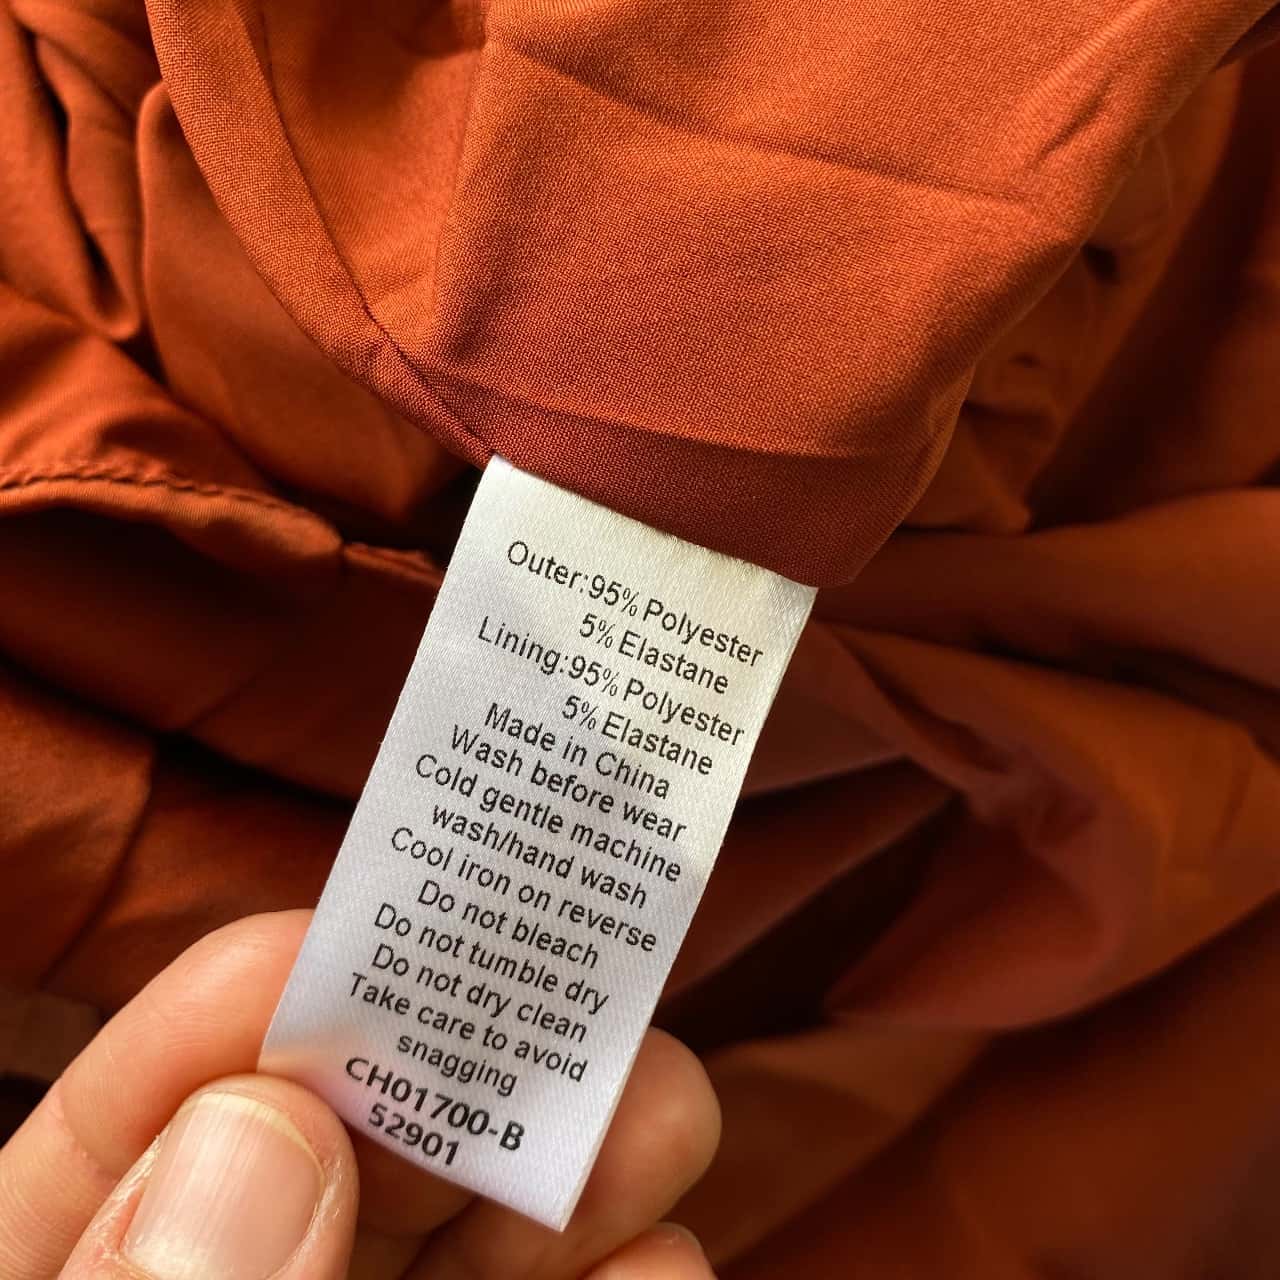 Outer:95% Polyester
5% Elastane
Lining:95% Polyester
5% Elastane
Made in China
Wash before wear
Cold gentle machine
wash/hand wash
Cool iron on reverse
Do not bleach
Do not tumble dry
Do not dry clean
Take care to avoid
snagging
CH01700-B
52901